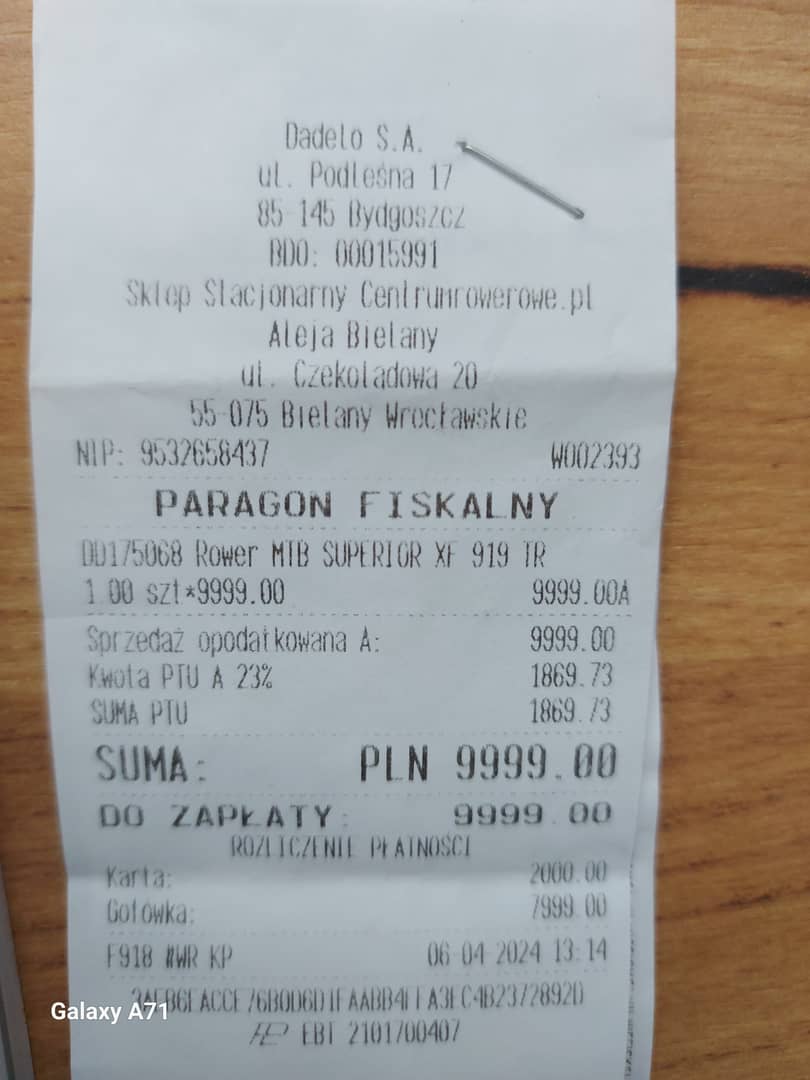 Dadelo S.A.
ul. Podleśna 17
85-145 Bydgoszcz
BDO: 00015991
Sklep Stacjonarny Centrumrowerowe.pl
Aleja Bielany
ul. Czekoladowa 20
55-075 Bielany Wrocławskie
NIP: 9532658437 W002393
PARAGON FISKALNY
DD175068 Rower MTB SUPERIOR XF 919 TR
1.00 szt*9999.00 9999.00A
Sprzedaż opodatkowana A: 9999.00
Kwota PTU A 23% 1869.73
SUMA PTU 1869.73
SUMA: PLN 9999.00
DO ZAPŁATY: 9999.00
ROZLICZENIE PŁATNOŚCI
Karta: 2000.00
Gotówka: 7999.00
F918 #WR KP 06-04-2024 13:14
EBT 2101700407
Galaxy A71